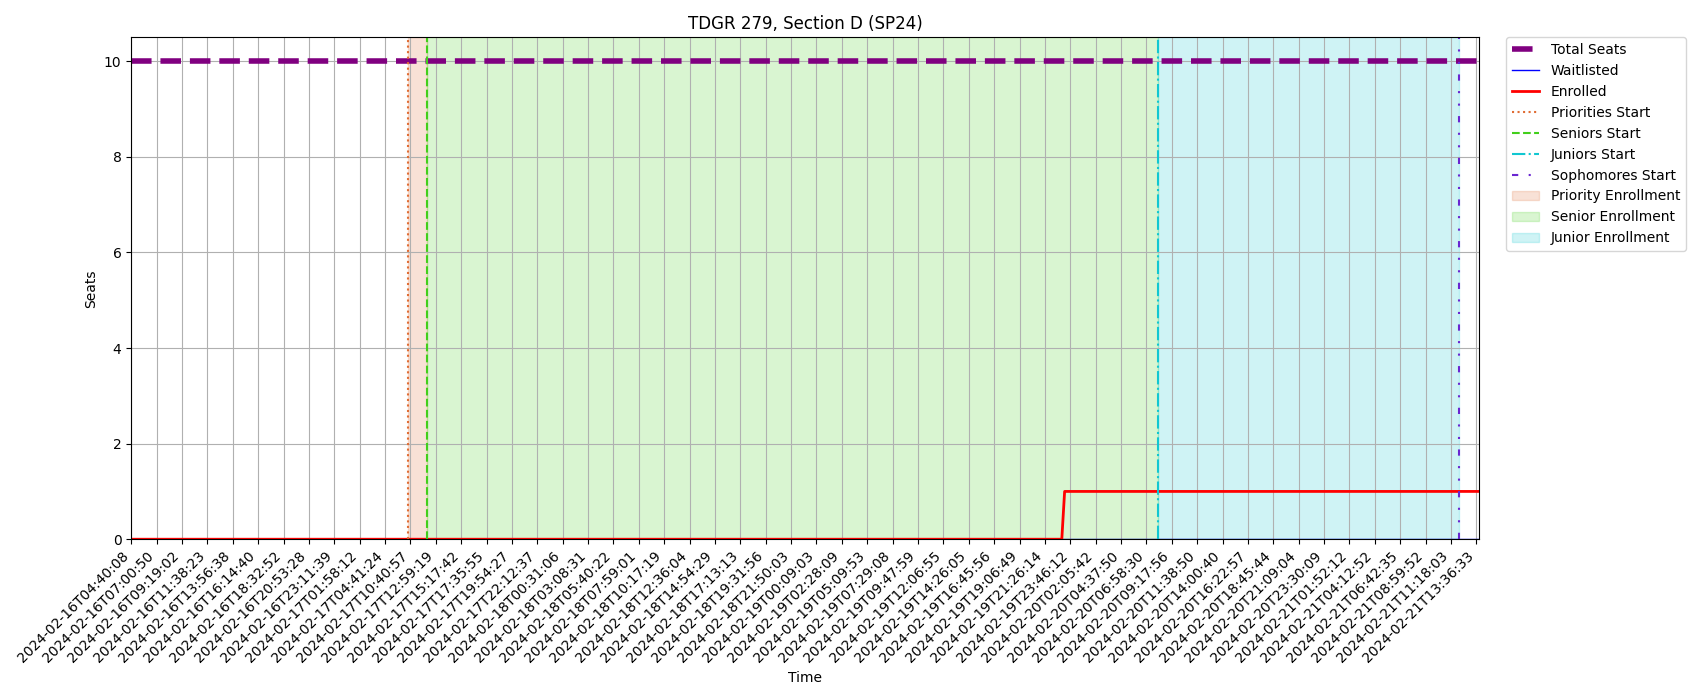 TDGR 279, Section D (SP24)
Seats
10
8
6
4
2
0
Total Seats
Waitlisted
Enrolled
Priorities Start
Seniors Start
Juniors Start
Sophomores Start
Priority Enrollment
Senior Enrollment
Junior Enrollment
2024-02-16T04:40:08
2024-02-16T07:00:50
2024-02-16T09:19:02
2024-02-16T11:38:23
2024-02-16T13:56:38
2024-02-16T16:14:40
2024-02-16T18:32:52
2024-02-16T20:53:28
2024-02-16T23:11:39
2024-02-17T01:58:12
2024-02-17T04:41:24
2024-02-17T10:40:57
2024-02-17T12:59:19
2024-02-17T15:17:42
2024-02-17T17:35:55
2024-02-17T19:54:27
2024-02-17T22:12:37
2024-02-18T00:31:06
2024-02-18T03:08:31
2024-02-18T05:40:22
2024-02-18T07:59:01
2024-02-18T10:17:19
2024-02-18T12:36:04
2024-02-18T14:54:29
2024-02-18T17:13:13
2024-02-18T19:31:56
2024-02-18T21:50:03
2024-02-19T00:09:03
2024-02-19T02:28:09
2024-02-19T05:09:53
2024-02-19T07:29:08
2024-02-19T09:47:59
2024-02-19T12:06:55
2024-02-19T14:26:05
2024-02-19T16:45:56
2024-02-19T19:06:49
2024-02-19T21:26:14
2024-02-19T23:46:12
2024-02-20T02:05:42
2024-02-20T04:37:50
2024-02-20T06:58:30
2024-02-20T09:17:56
2024-02-20T11:38:50
2024-02-20T14:00:40
2024-02-20T16:22:57
2024-02-20T18:45:44
2024-02-20T21:09:04
2024-02-20T23:30:09
2024-02-21T01:52:12
2024-02-21T04:12:52
2024-02-21T06:42:35
2024-02-21T08:59:52
2024-02-21T11:18:03
2024-02-21T13:36:33
Time